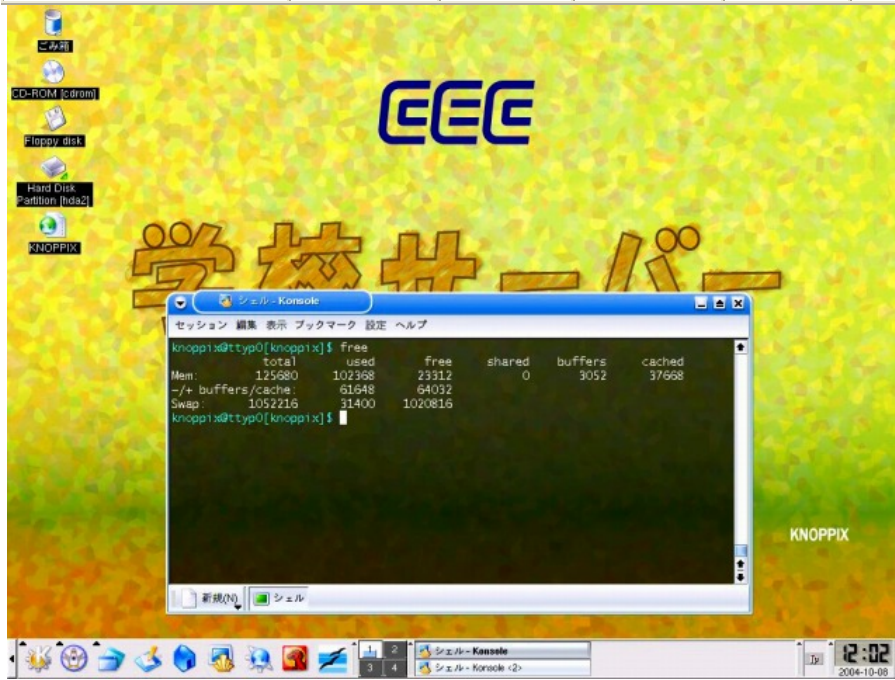 ごみ箱
CD-ROM [cdrom]
Floppy disk
Hard Disk
Partition [hda2]
KNOPPIX
CEE
学校サーバー
シェル - Konsole
セッション 編集 表示 ブックマーク 設定 ヘルプ
knoppix@ttyp0[knoppix]$ free
total used free shared buffers cached
Mem: 125680 102368 23312 0 3052 37668
-/+ buffers/cache: 61648 64032
Swap: 1052216 31400 1020816
knoppix@ttyp0[knoppix]$
KNOPPIX
新規(N) シェル
1 2
3 4
シェル - Konsole
シェル - Konsole <2>
12:02
2004-10-08